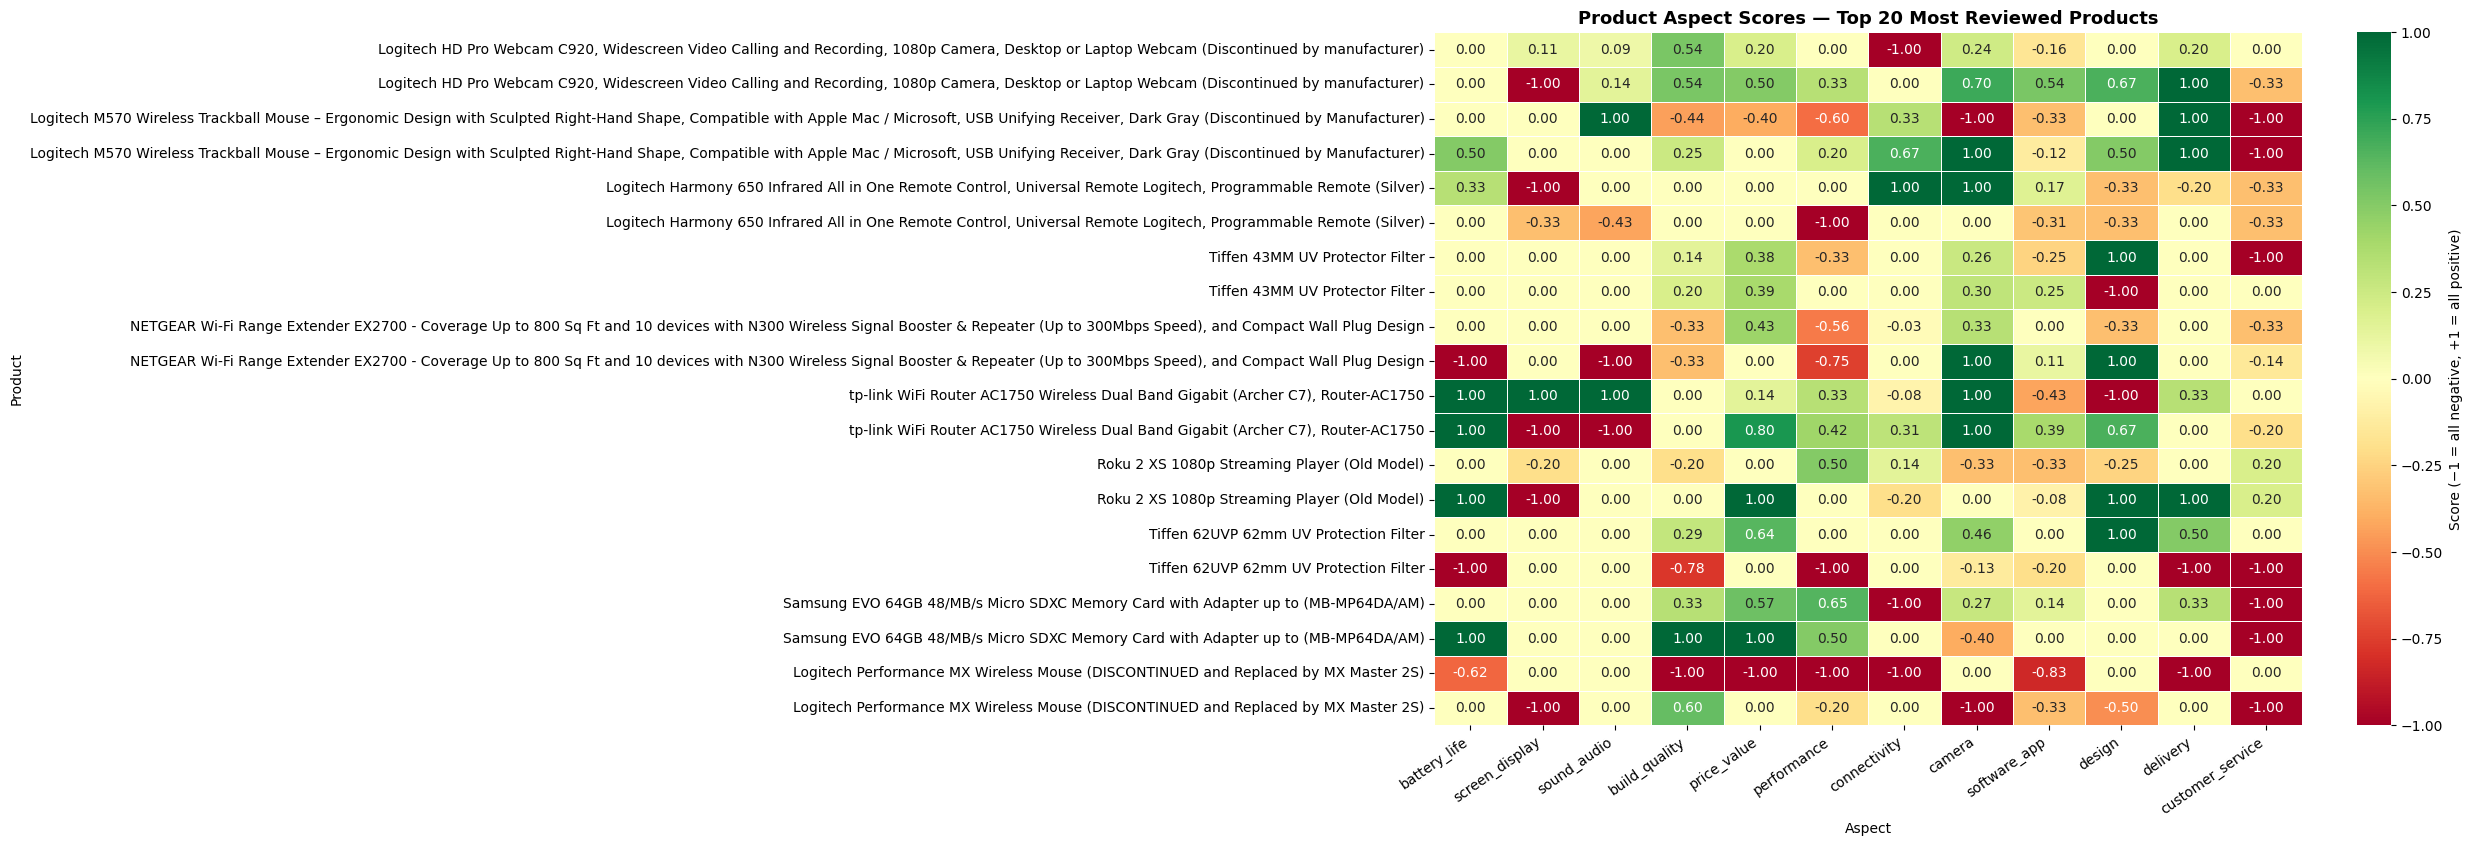 Product Aspect Scores — Top 20 Most Reviewed Products
Logitech HD Pro Webcam C920, Widescreen Video Calling and Recording, 1080p Camera, Desktop or Laptop Webcam (Discontinued by manufacturer) 0.00 0.11 0.09 0.54 0.20 0.00 -1.00 0.24 -0.16 0.00 0.20 0.00
Logitech HD Pro Webcam C920, Widescreen Video Calling and Recording, 1080p Camera, Desktop or Laptop Webcam (Discontinued by manufacturer) 0.00 -1.00 0.14 0.54 0.50 0.33 0.00 0.70 0.54 0.67 1.00 -0.33
Logitech M570 Wireless Trackball Mouse – Ergonomic Design with Sculpted Right-Hand Shape, Compatible with Apple Mac / Microsoft, USB Unifying Receiver, Dark Gray (Discontinued by Manufacturer) 0.00 0.00 1.00 -0.44 -0.40 -0.60 0.33 -1.00 -0.33 0.00 1.00 -1.00
Logitech M570 Wireless Trackball Mouse – Ergonomic Design with Sculpted Right-Hand Shape, Compatible with Apple Mac / Microsoft, USB Unifying Receiver, Dark Gray (Discontinued by Manufacturer) 0.50 0.00 0.00 0.25 0.00 0.20 0.67 1.00 -0.12 0.50 1.00 -1.00
Logitech Harmony 650 Infrared All in One Remote Control, Universal Remote Logitech, Programmable Remote (Silver) 0.33 -1.00 0.00 0.00 0.00 0.00 1.00 1.00 0.17 -0.33 -0.20 -0.33
Logitech Harmony 650 Infrared All in One Remote Control, Universal Remote Logitech, Programmable Remote (Silver) 0.00 -0.33 -0.43 0.00 0.00 -1.00 0.00 0.00 -0.31 -0.33 0.00 -0.33
Tiffen 43MM UV Protector Filter 0.00 0.00 0.00 0.14 0.38 -0.33 0.00 0.26 -0.25 1.00 0.00 -1.00
Tiffen 43MM UV Protector Filter 0.00 0.00 0.00 0.20 0.39 0.00 0.00 0.30 0.25 -1.00 0.00 0.00
NETGEAR Wi-Fi Range Extender EX2700 - Coverage Up to 800 Sq Ft and 10 devices with N300 Wireless Signal Booster & Repeater (Up to 300Mbps Speed), and Compact Wall Plug Design 0.00 0.00 0.00 -0.33 0.43 -0.56 -0.03 0.33 0.00 -0.33 0.00 -0.33
NETGEAR Wi-Fi Range Extender EX2700 - Coverage Up to 800 Sq Ft and 10 devices with N300 Wireless Signal Booster & Repeater (Up to 300Mbps Speed), and Compact Wall Plug Design -1.00 0.00 -1.00 -0.33 0.00 -0.75 0.00 1.00 0.11 1.00 0.00 -0.14
tp-link WiFi Router AC1750 Wireless Dual Band Gigabit (Archer C7), Router-AC1750 1.00 1.00 1.00 0.00 0.14 0.33 -0.08 1.00 -0.43 -1.00 0.33 0.00
tp-link WiFi Router AC1750 Wireless Dual Band Gigabit (Archer C7), Router-AC1750 1.00 -1.00 -1.00 0.00 0.80 0.42 0.31 1.00 0.39 0.67 0.00 -0.20
Roku 2 XS 1080p Streaming Player (Old Model) 0.00 -0.20 0.00 -0.20 0.00 0.50 0.14 -0.33 -0.33 -0.25 0.00 0.20
Roku 2 XS 1080p Streaming Player (Old Model) 1.00 -1.00 0.00 0.00 1.00 0.00 -0.20 0.00 -0.08 1.00 1.00 0.20
Tiffen 62UVP 62mm UV Protection Filter 0.00 0.00 0.00 0.29 0.64 0.00 0.00 0.46 0.00 1.00 0.50 0.00
Tiffen 62UVP 62mm UV Protection Filter -1.00 0.00 0.00 -0.78 0.00 -1.00 0.00 -0.13 -0.20 0.00 -1.00 -1.00
Samsung EVO 64GB 48/MB/s Micro SDXC Memory Card with Adapter up to (MB-MP64DA/AM) 0.00 0.00 0.00 0.33 0.57 0.65 -1.00 0.27 0.14 0.00 0.33 -1.00
Samsung EVO 64GB 48/MB/s Micro SDXC Memory Card with Adapter up to (MB-MP64DA/AM) 1.00 0.00 0.00 1.00 1.00 0.50 0.00 -0.40 0.00 0.00 0.00 -1.00
Logitech Performance MX Wireless Mouse (DISCONTINUED and Replaced by MX Master 2S) -0.62 0.00 0.00 -1.00 -1.00 -1.00 -1.00 0.00 -0.83 0.00 -1.00 0.00
Logitech Performance MX Wireless Mouse (DISCONTINUED and Replaced by MX Master 2S) 0.00 -1.00 0.00 0.60 0.00 -0.20 0.00 -1.00 -0.33 -0.50 0.00 -1.00
battery_life screen_display sound_audio build_quality price_value performance connectivity camera software_app design delivery customer_service
Aspect
Product
1.00
0.75
0.50
0.25
0.00
−0.25
−0.50
−0.75
−1.00
Score (−1 = all negative, +1 = all positive)